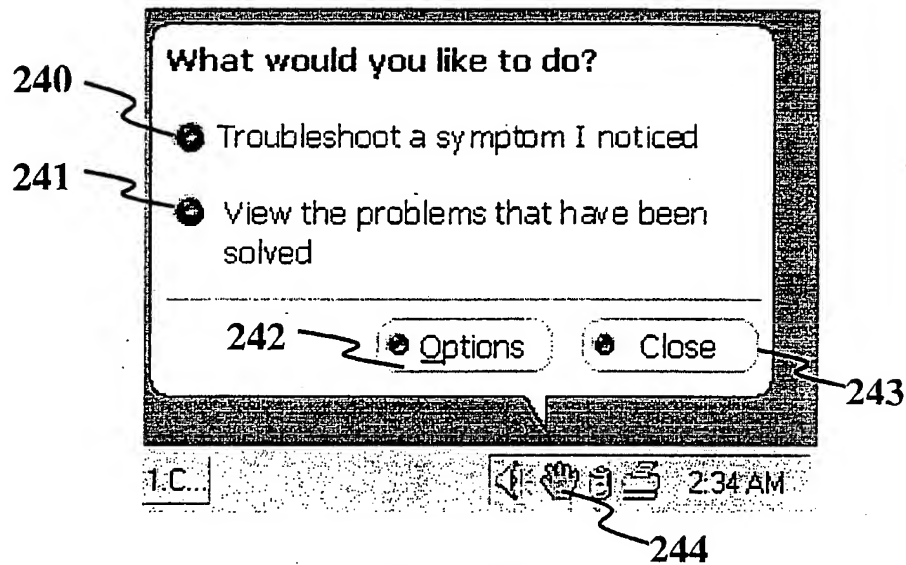 What would you like to do?
240
Troubleshoot a symptom I noticed
241
View the problems that have been
solved
242
Options
Close
243
1.C...
2:34 AM
244